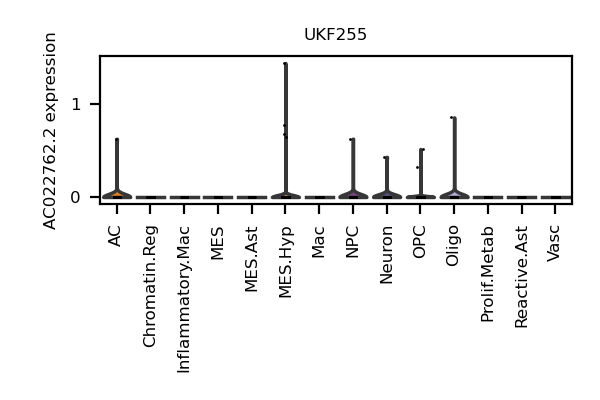 UKF255
AC022762.2 expression
1
0
AC
Chromatin.Reg
Inflammatory.Mac
MES
MES.Ast
MES.Hyp
Mac
NPC
Neuron
OPC
Oligo
Prolif.Metab
Reactive.Ast
Vasc